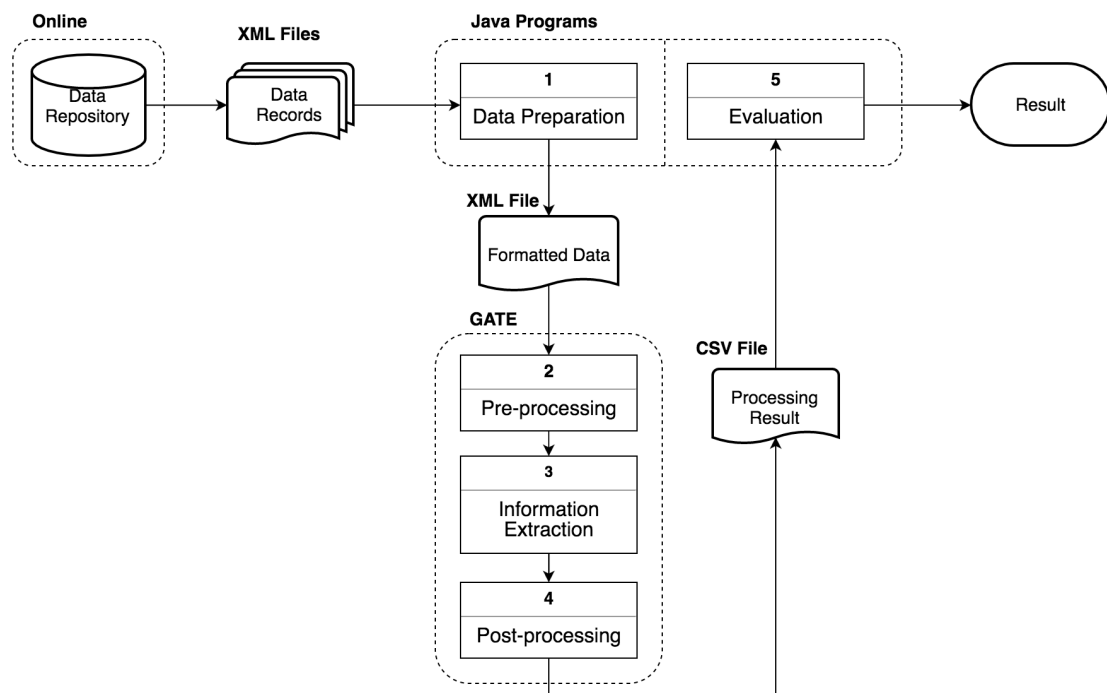 Online
Data
Repository
XML Files
Data
Records
Java Programs
1
Data Preparation
5
Evaluation
Result
XML File
Formatted Data
GATE
2
Pre-processing
3
Information
Extraction
4
Post-processing
CSV File
Processing
Result